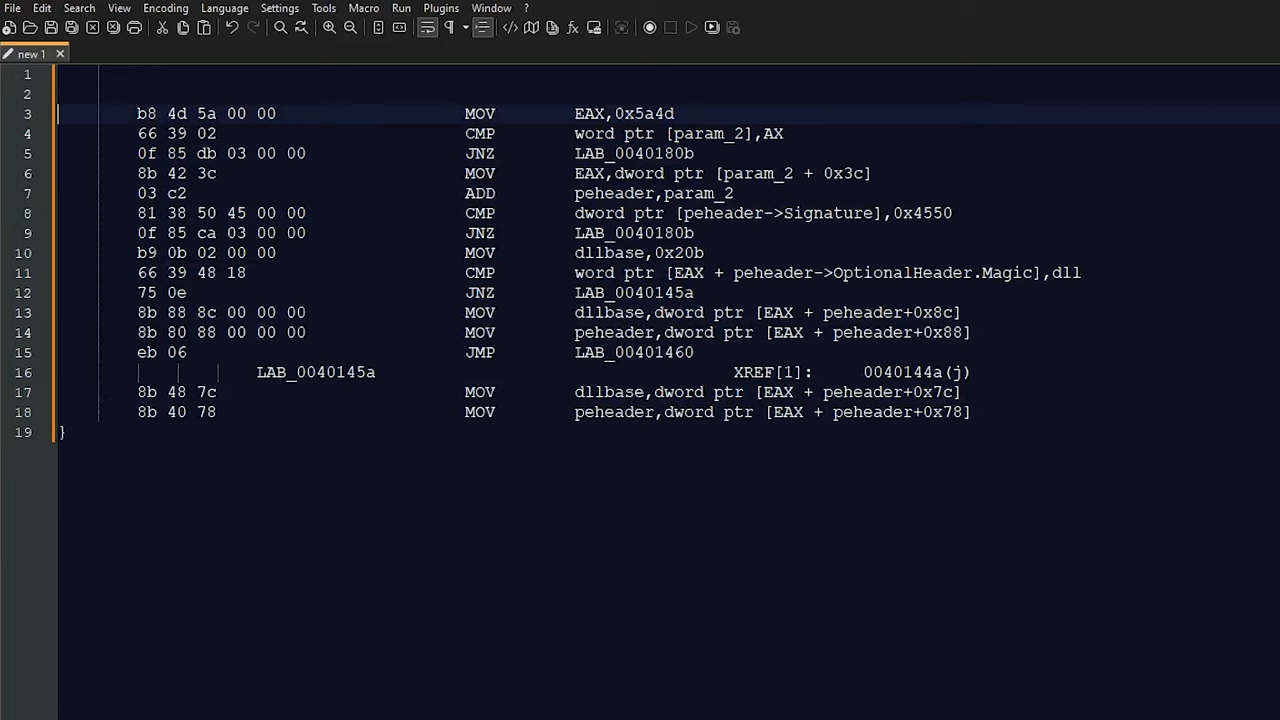 File Edit Search View Encoding Language Settings Tools Macro Run Plugins Window ?
new 1
1
2
3 b8 4d 5a 00 00 MOV EAX,0x5a4d
4 66 39 02 CMP word ptr [param_2],AX
5 0f 85 db 03 00 00 JNZ LAB_0040180b
6 8b 42 3c MOV EAX,dword ptr [param_2 + 0x3c]
7 03 c2 ADD peheader,param_2
8 81 38 50 45 00 00 CMP dword ptr [peheader->Signature],0x4550
9 0f 85 ca 03 00 00 JNZ LAB_0040180b
10 b9 0b 02 00 00 MOV dllbase,0x20b
11 66 39 48 18 CMP word ptr [EAX + peheader->OptionalHeader.Magic],dll
12 75 0e JNZ LAB_0040145a
13 8b 88 8c 00 00 00 MOV dllbase,dword ptr [EAX + peheader+0x8c]
14 8b 80 88 00 00 00 MOV peheader,dword ptr [EAX + peheader+0x88]
15 eb 06 JMP LAB_00401460
16 LAB_0040145a XREF[1]: 0040144a(j)
17 8b 48 7c MOV dllbase,dword ptr [EAX + peheader+0x7c]
18 8b 40 78 MOV peheader,dword ptr [EAX + peheader+0x78]
19 }